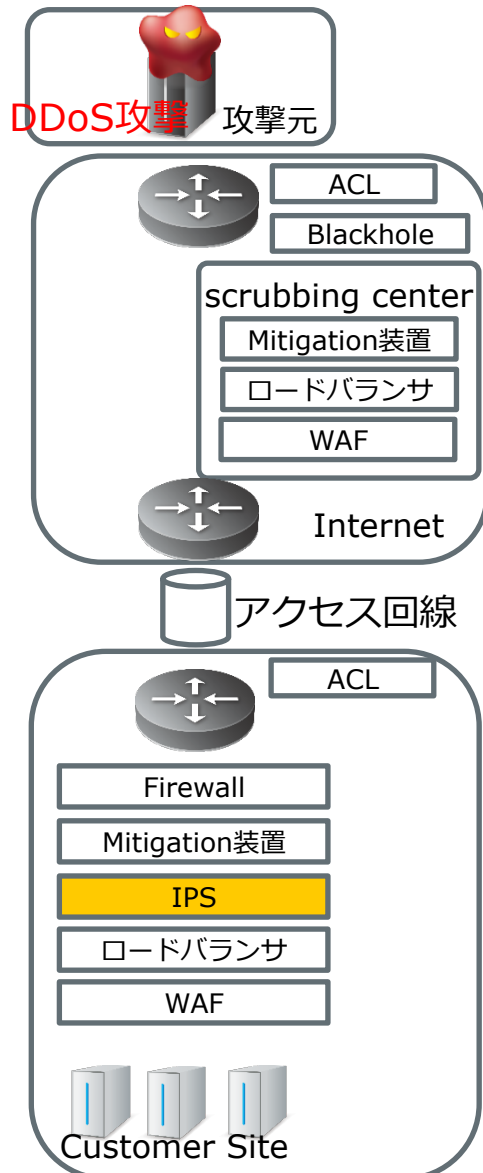 DDoS攻撃
攻撃元
ACL
Blackhole
scrubbing center
Mitigation装置
ロードバランサ
WAF
Internet
アクセス回線
ACL
Firewall
Mitigation装置
IPS
ロードバランサ
WAF
Customer Site